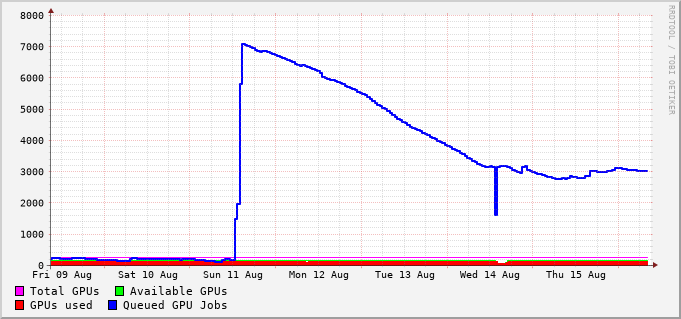 8000
7000
6000
5000
4000
3000
2000
1000
0
Fri 09 Aug Sat 10 Aug Sun 11 Aug Mon 12 Aug Tue 13 Aug Wed 14 Aug Thu 15 Aug
Total GPUs Available GPUs
GPUs used Queued GPU Jobs
RRDTOOL / TOBI OETIKER